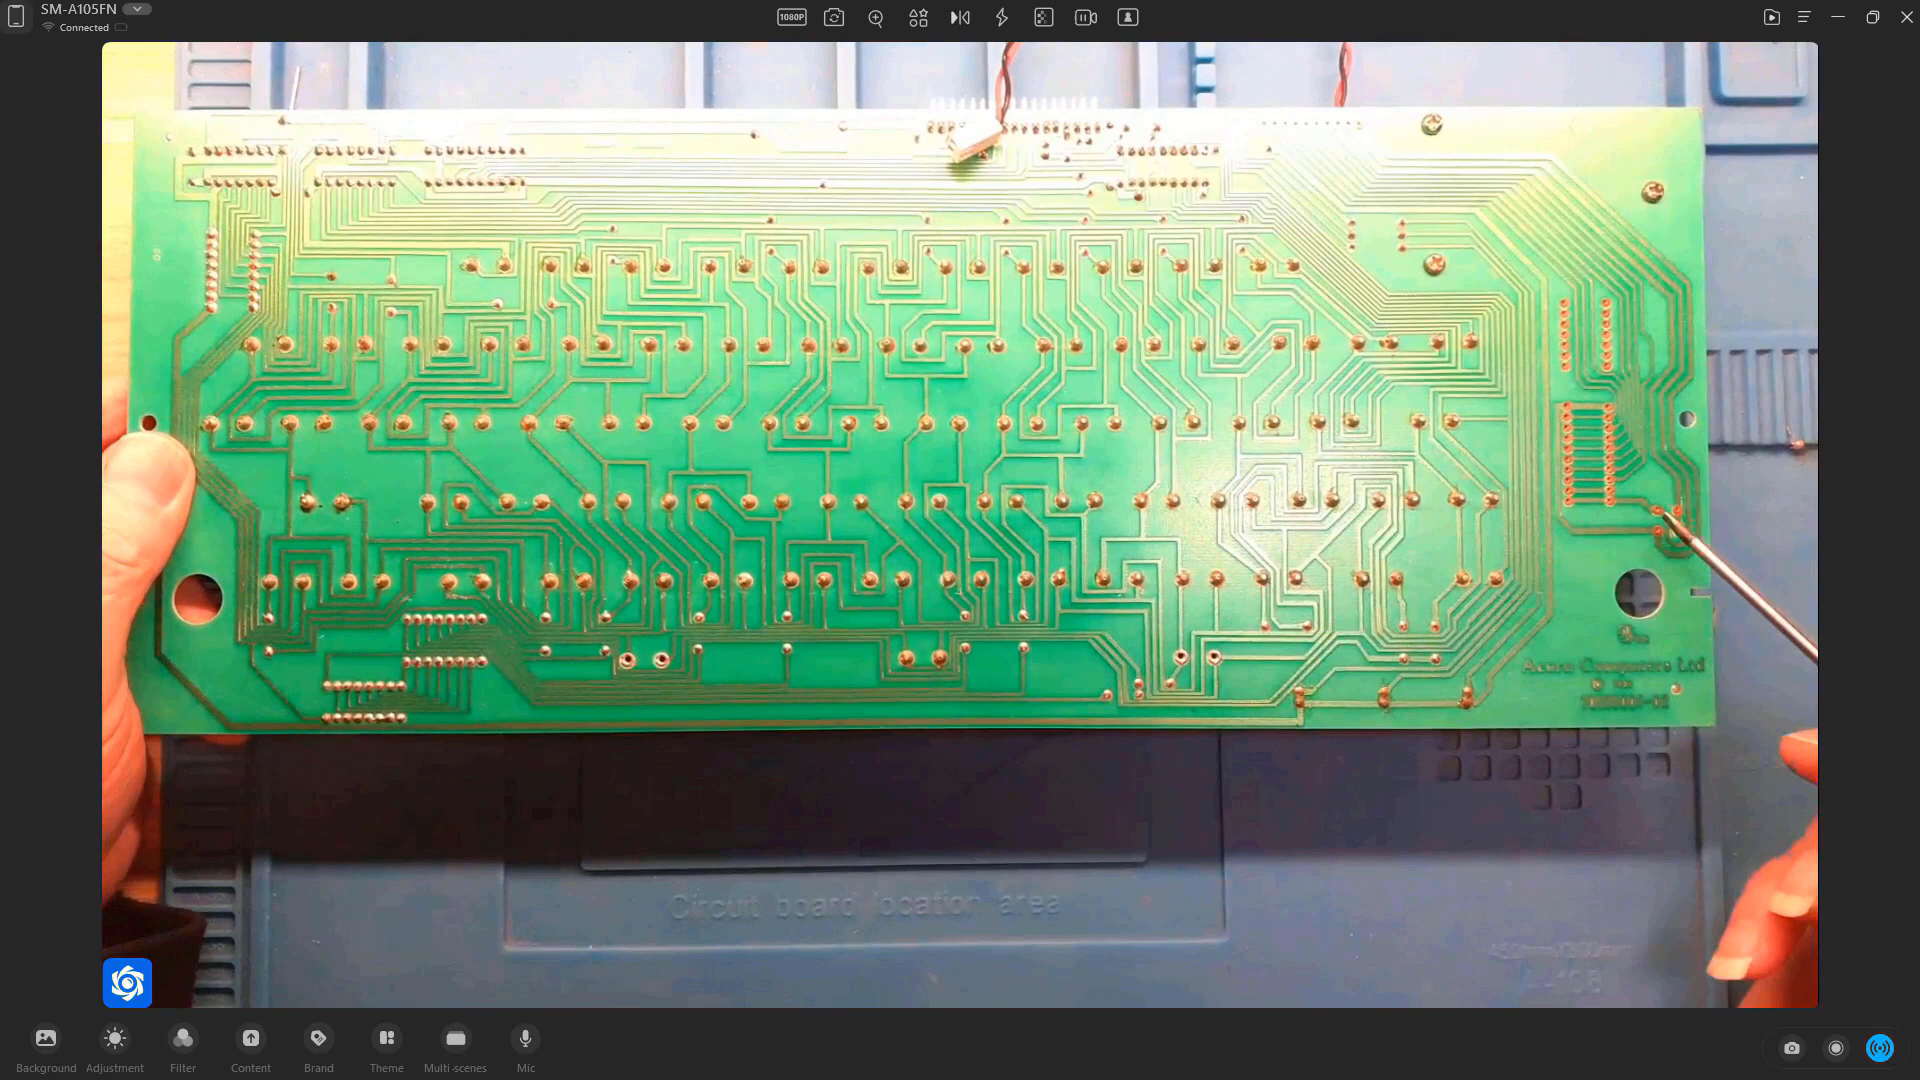 SM-A105FN
Connected
1080P
Acorn Computers Ltd
Circuit board location area
Background Adjustment Filter Content Brand Theme Multi-scenes Mic